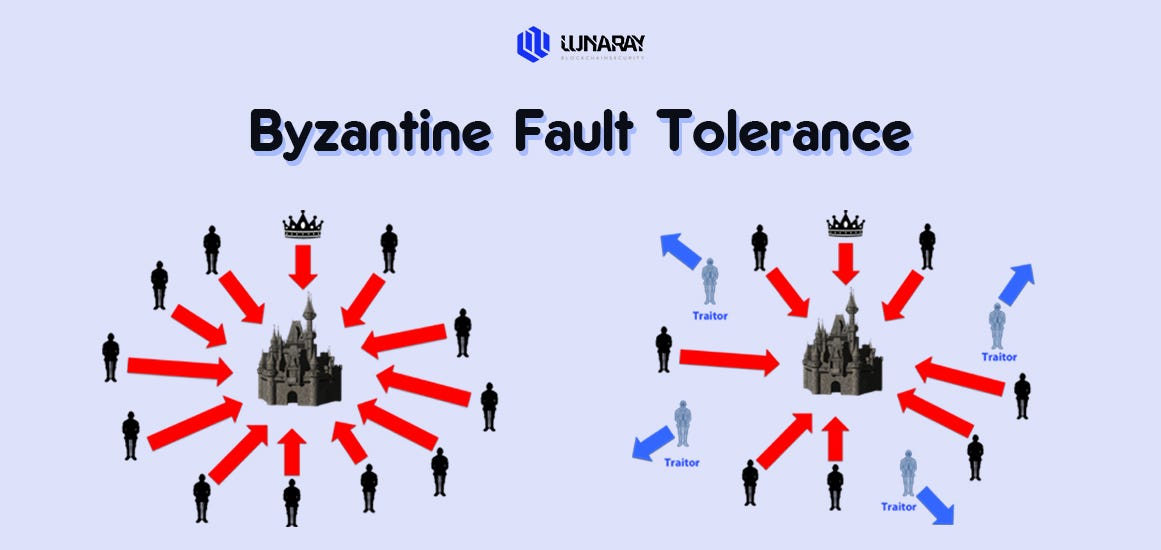 LUNARAY
BLOCKCHAINSECURITY
Byzantine Fault Tolerance
Traitor
Traitor
Traitor
Traitor